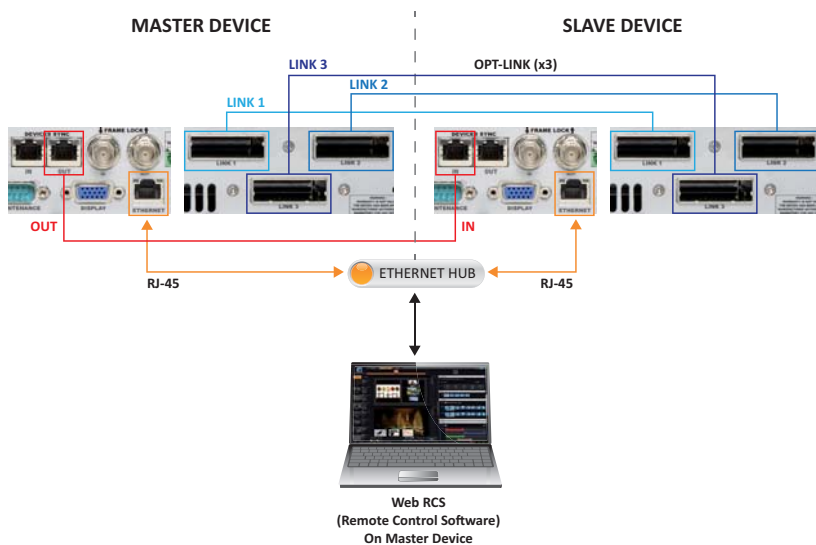 MASTER DEVICE
SLAVE DEVICE
LINK 3
OPT-LINK (x3)
LINK 2
LINK 1
DEVICES SYNC
FRAME LOCK
IN
OUT
DISPLAY
ETHERNET
LINK 1
LINK 2
LINK 3
DEVICES SYNC
FRAME LOCK
IN
OUT
DISPLAY
ETHERNET
LINK 1
LINK 2
LINK 3
OUT
IN
RJ-45
ETHERNET HUB
RJ-45
Web RCS
(Remote Control Software)
On Master Device